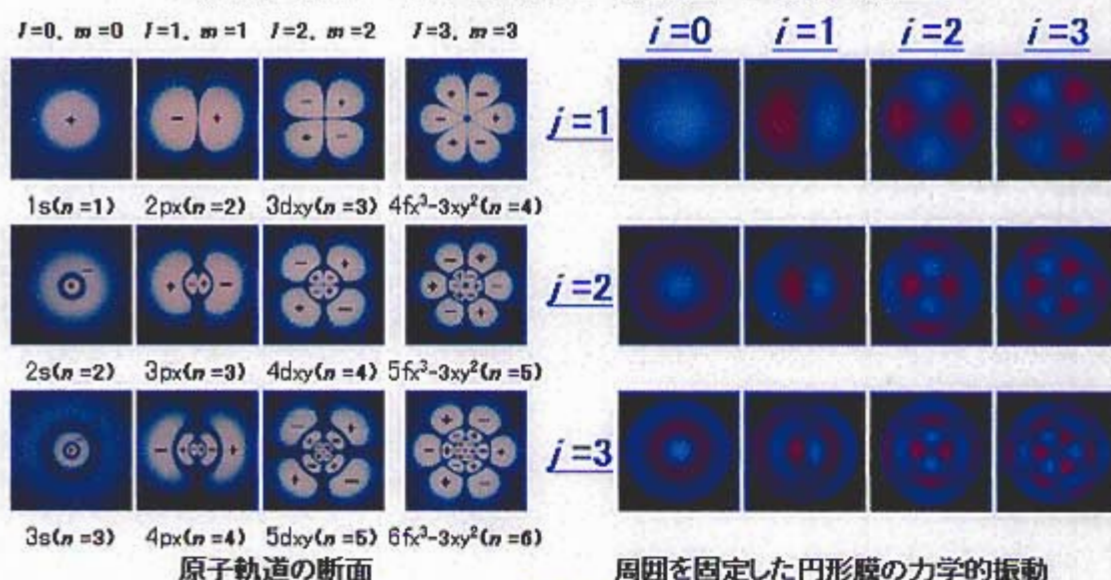 l=0, m=0 l=1, m=1 l=2, m=2 l=3, m=3
i=0 i=1 i=2 i=3
j=1
1s(n=1) 2px(n=2) 3dxy(n=3) 4fx³-3xy²(n=4)
j=2
2s(n=2) 3px(n=3) 4dxy(n=4) 5fx³-3xy²(n=5)
j=3
3s(n=3) 4px(n=4) 5dxy(n=5) 6fx³-3xy²(n=6)
原子軌道の断面 周囲を固定した円形膜の力学的振動